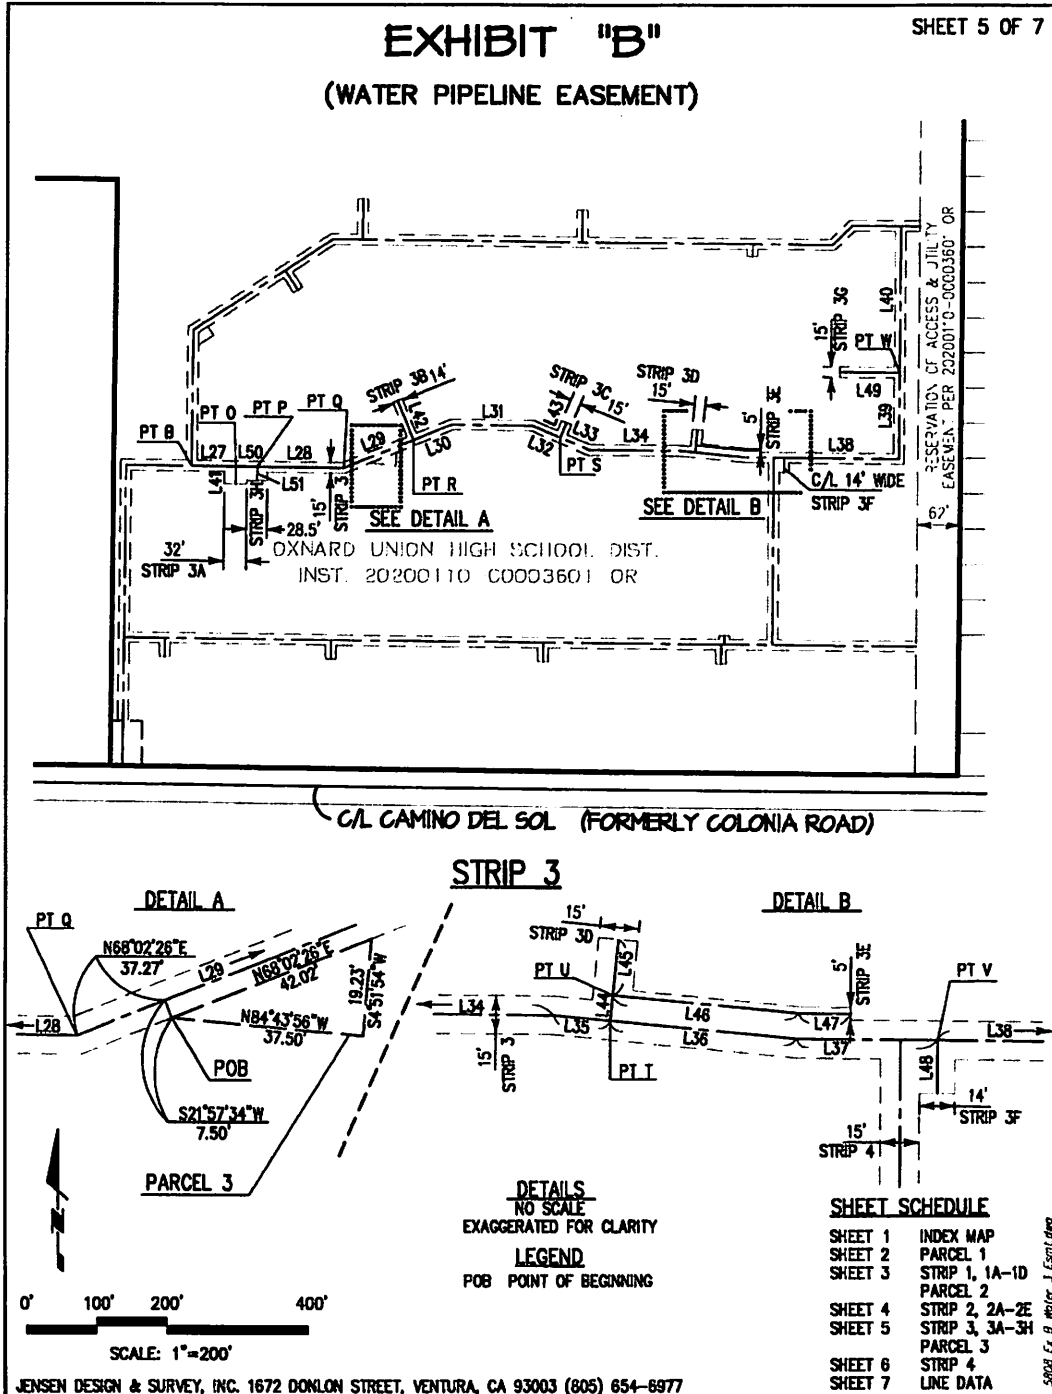 EXHIBIT "B"
SHEET 5 OF 7
(WATER PIPELINE EASEMENT)
RESERVATION OF ACCESS & UTILITY
EASEMENT PER 20200110-00003601 OR
L40
15'
STRIP 3G
PT W
L49
L39
STRIP 3B 14'
L42
STRIP 3C 15'
L43
STRIP 3D
15'
5'
STRIP 3E
PT O
PT P
PT Q
PT B
L27
L50
L28
L29
L30
L31
L32
L33
L34
L38
PT R
PT S
L41
STRIP 3H
L51
15'
STRIP 3
28.5'
32'
STRIP 3A
SEE DETAIL A
SEE DETAIL B
C/L 14' WIDE
STRIP 3F
62'
OXNARD UNION HIGH SCHOOL DIST.
INST. 20200110 C0003601 OR
C/L CAMINO DEL SOL (FORMERLY COLONIA ROAD)
STRIP 3
DETAIL A
PT Q
N68°02'26"E
37.27'
L29
N68°02'26"E
42.02'
19.23'
S4°51'54"W
L28
N84°43'56"W
37.50'
POB
S21°57'34"W
7.50'
PARCEL 3
DETAIL B
15'
STRIP 3D
L45
PT U
L34
L44
L35
L46
L36
L47
L37
5'
STRIP 3E
PT V
L38
15'
STRIP 3
PT T
L48
14'
STRIP 3F
15'
STRIP 4
DETAILS
NO SCALE
EXAGGERATED FOR CLARITY
LEGEND
POB POINT OF BEGINNING
N
0' 100' 200' 400'
SCALE: 1"=200'
SHEET SCHEDULE
SHEET 1 INDEX MAP
SHEET 2 PARCEL 1
SHEET 3 STRIP 1, 1A-1D
PARCEL 2
SHEET 4 STRIP 2, 2A-2E
SHEET 5 STRIP 3, 3A-3H
PARCEL 3
SHEET 6 STRIP 4
SHEET 7 LINE DATA
JENSEN DESIGN & SURVEY, INC. 1672 DONLON STREET, VENTURA, CA 93003 (805) 654-6977